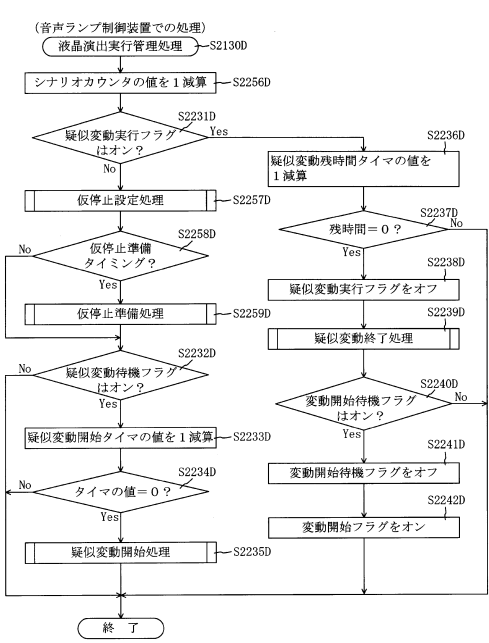 (音声ランプ制御装置での処理)
液晶演出実行管理処理
S2130D
シナリオカウンタの値を1減算
S2256D
S2231D
疑似変動実行フラグ
はオン?
Yes
No
仮停止設定処理
S2257D
S2258D
仮停止準備
タイミング?
No
Yes
仮停止準備処理
S2259D
S2232D
疑似変動待機フラグ
はオン?
No
Yes
疑似変動開始タイマの値を1減算
S2233D
S2234D
タイマの値=0?
No
Yes
疑似変動開始処理
S2235D
S2236D
疑似変動残時間タイマの値を
1減算
S2237D
残時間=0?
No
Yes
S2238D
疑似変動実行フラグをオフ
S2239D
疑似変動終了処理
S2240D
変動開始待機フラグ
はオン?
No
Yes
S2241D
変動開始待機フラグをオフ
S2242D
変動開始フラグをオン
終了